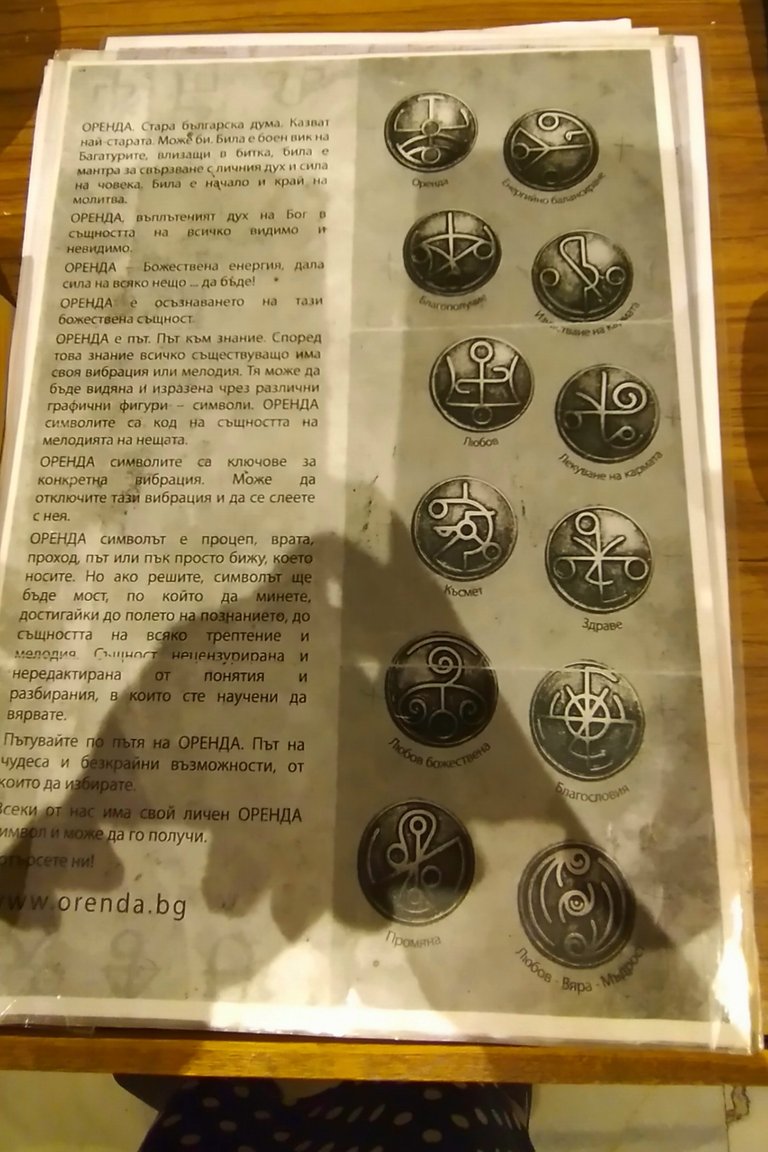 ОРЕНДА. Стара българска дума. Казват
най-старата. Може би. Била е боен вик на
Багатурите, влизащи в битка, била е
мантра за свързване с личния дух и сила
на човека. Била е начало и край на
молитва.
ОРЕНДА, въплътеният дух на Бог в
същността на всичко видимо и
невидимо.
ОРЕНДА – Божествена енергия, дала
сила на всяко нещо ... да бъде!
ОРЕНДА е осъзнаването на тази
божествена същност.
ОРЕНДА е път. Път към знание. Според
това знание всичко съществуващо има
своя вибрация или мелодия. Тя може да
бъде видяна и изразена чрез различни
графични фигури – символи. ОРЕНДА
символите са код на същността на
мелодията на нещата.
ОРЕНДА символите са ключове за
конкретна вибрация. Може да
отключите тази вибрация и да се слеете
с нея.
ОРЕНДА символът е процеп, врата,
проход, път или пък просто бижу, което
носите. Но ако решите, символът ще
бъде мост, по който да минете,
достигайки до полето на познанието, до
същността на всяко трептение и
мелодия. Същност нецензурирана и
нередактирана от понятия и
разбирания, в които сте научени да
вярвате.
Пътувайте по пътя на ОРЕНДА. Път на
чудеса и безкрайни възможности, от
които да избирате.
Всеки от нас има свой личен ОРЕНДА
символ и може да го получи.
ни!
www.orenda.bg
Оренда
Енергийно балансиране
Благополучие
на кармата
Любов
Лекуване на кармата
Късмет
Здраве
Любов божествена
Благословия
Промяна
Любов - Вяра - Мъдрост